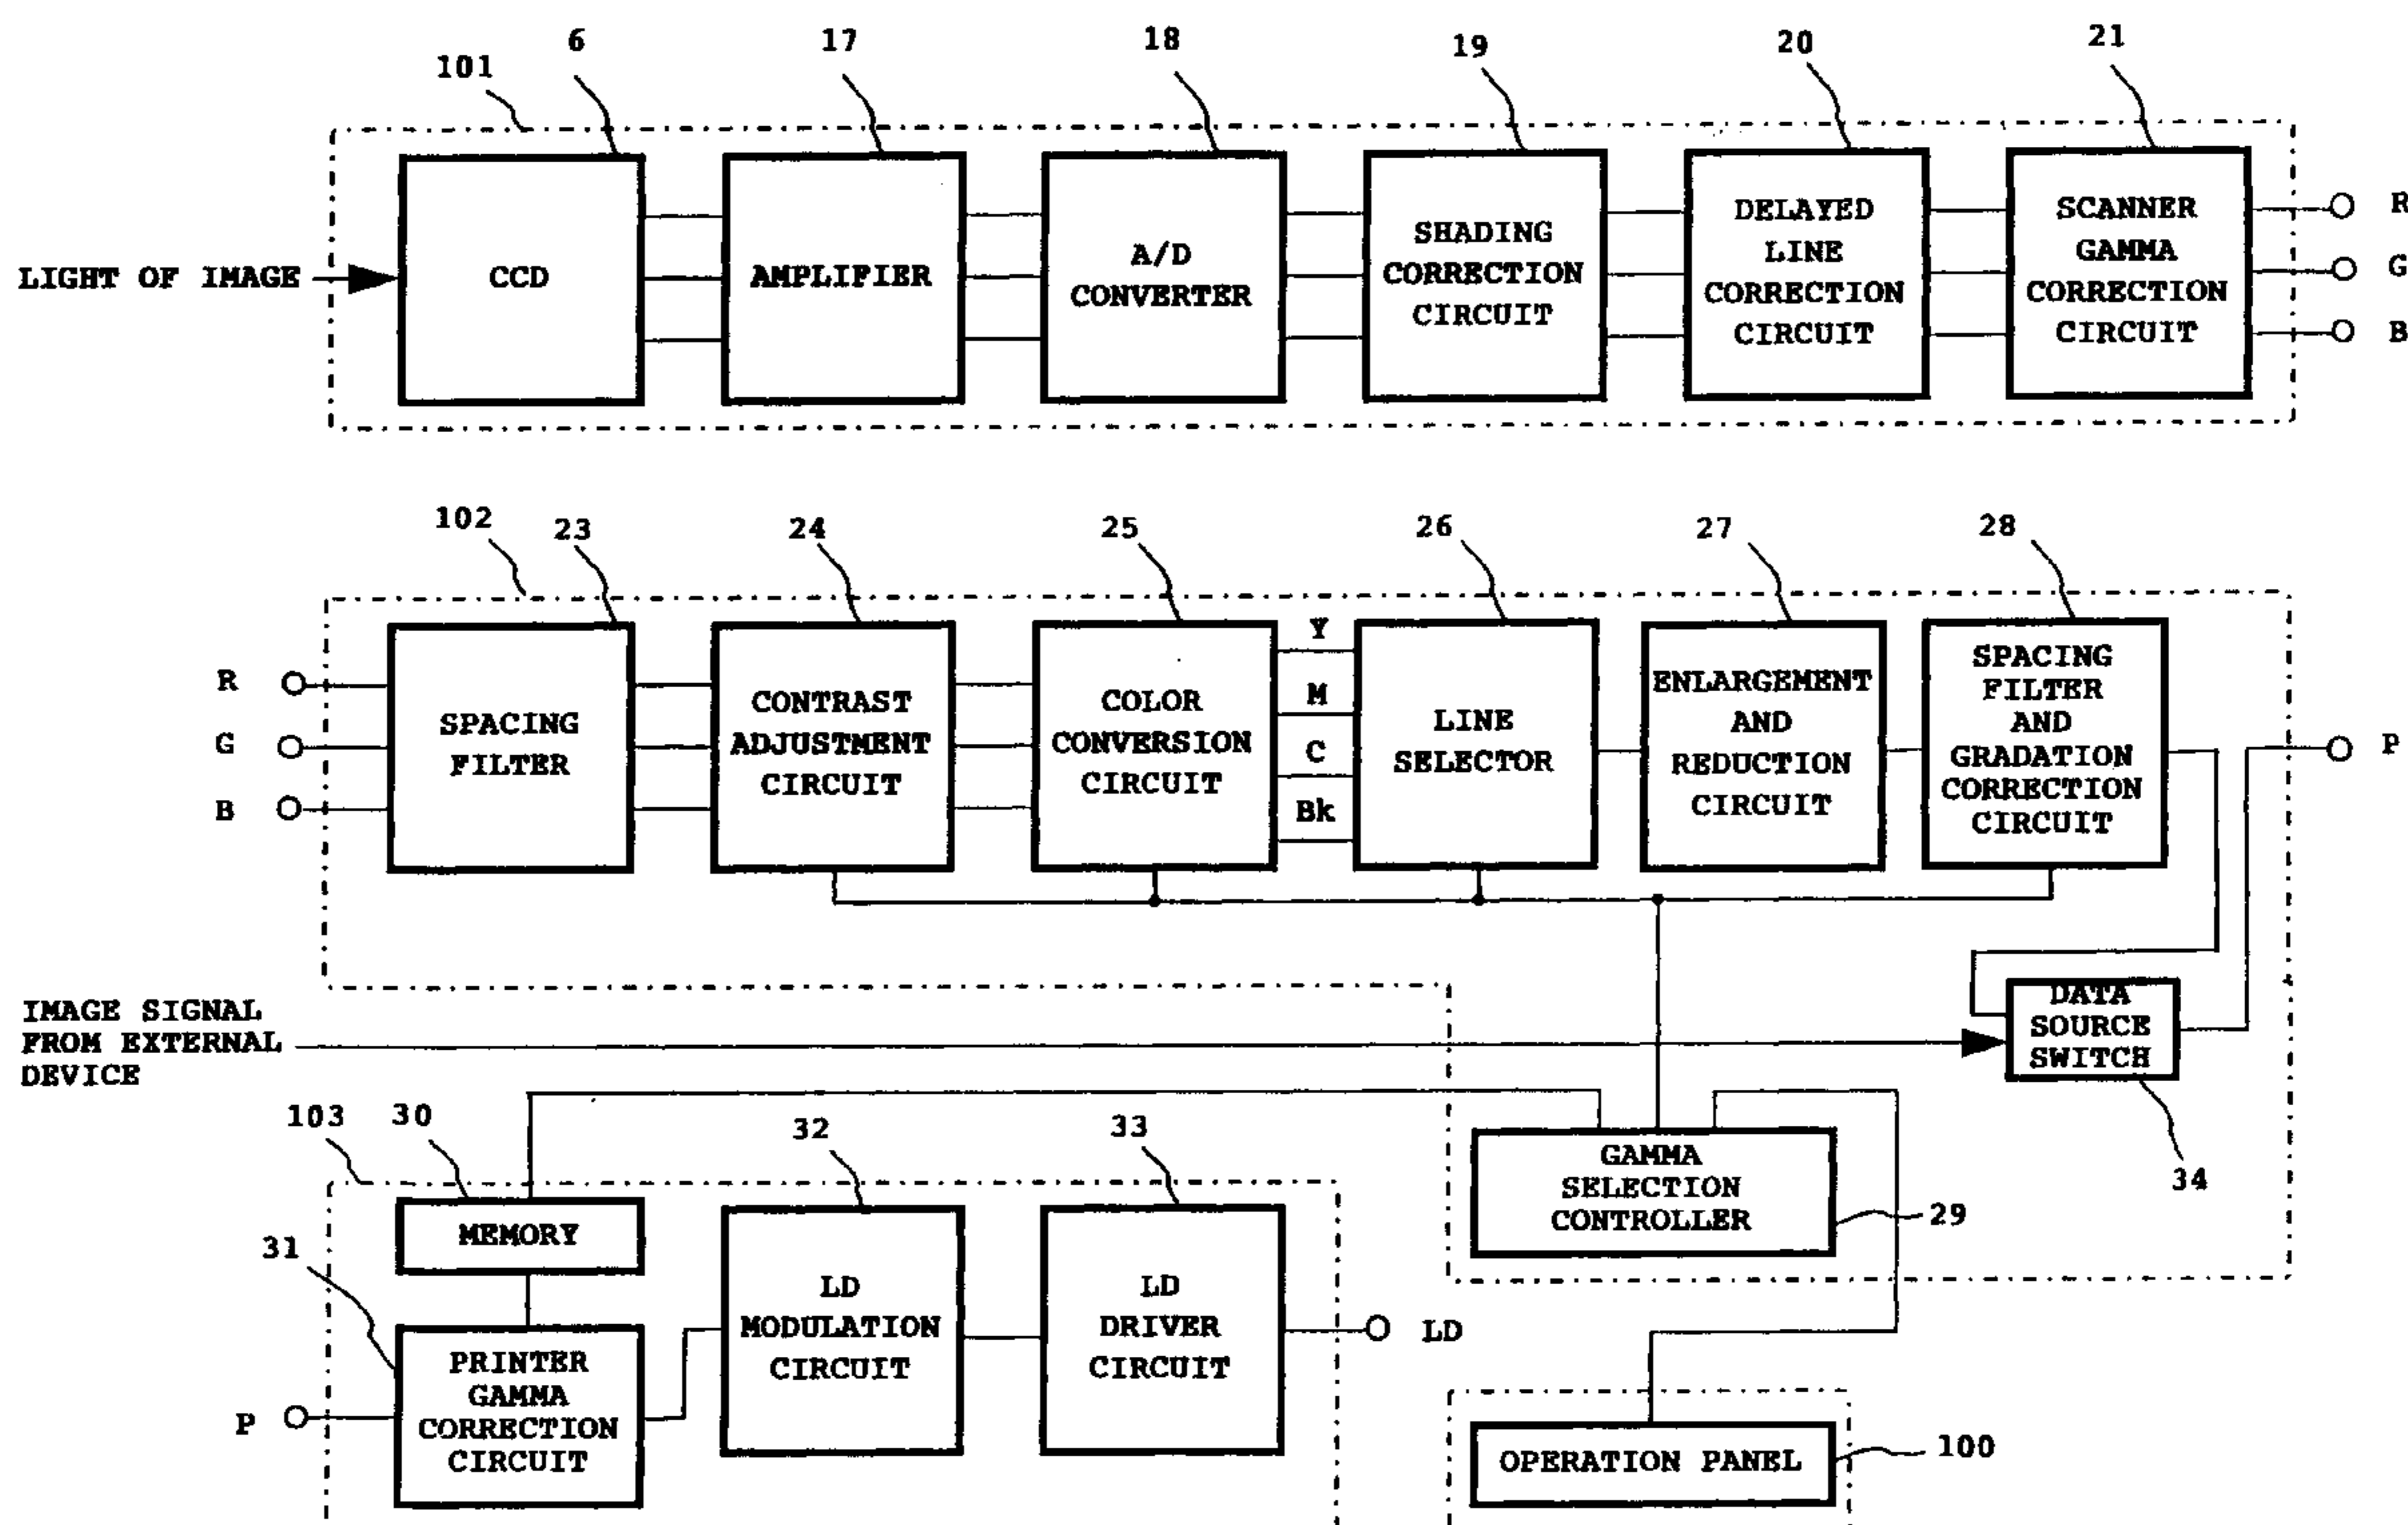 101
6
17
18
19
20
21
LIGHT OF IMAGE
CCD
AMPLIFIER
A/D
CONVERTER
SHADING
CORRECTION
CIRCUIT
DELAYED
LINE
CORRECTION
CIRCUIT
SCANNER
GAMMA
CORRECTION
CIRCUIT
R
G
B
102
23
24
25
26
27
28
R
G
B
SPACING
FILTER
CONTRAST
ADJUSTMENT
CIRCUIT
COLOR
CONVERSION
CIRCUIT
Y
M
C
Bk
LINE
SELECTOR
ENLARGEMENT
AND
REDUCTION
CIRCUIT
SPACING
FILTER
AND
GRADATION
CORRECTION
CIRCUIT
P
IMAGE SIGNAL
FROM EXTERNAL
DEVICE
DATA
SOURCE
SWITCH
34
103
30
32
33
MEMORY
31
PRINTER
GAMMA
CORRECTION
CIRCUIT
P
LD
MODULATION
CIRCUIT
LD
DRIVER
CIRCUIT
LD
GAMMA
SELECTION
CONTROLLER
29
OPERATION PANEL
100